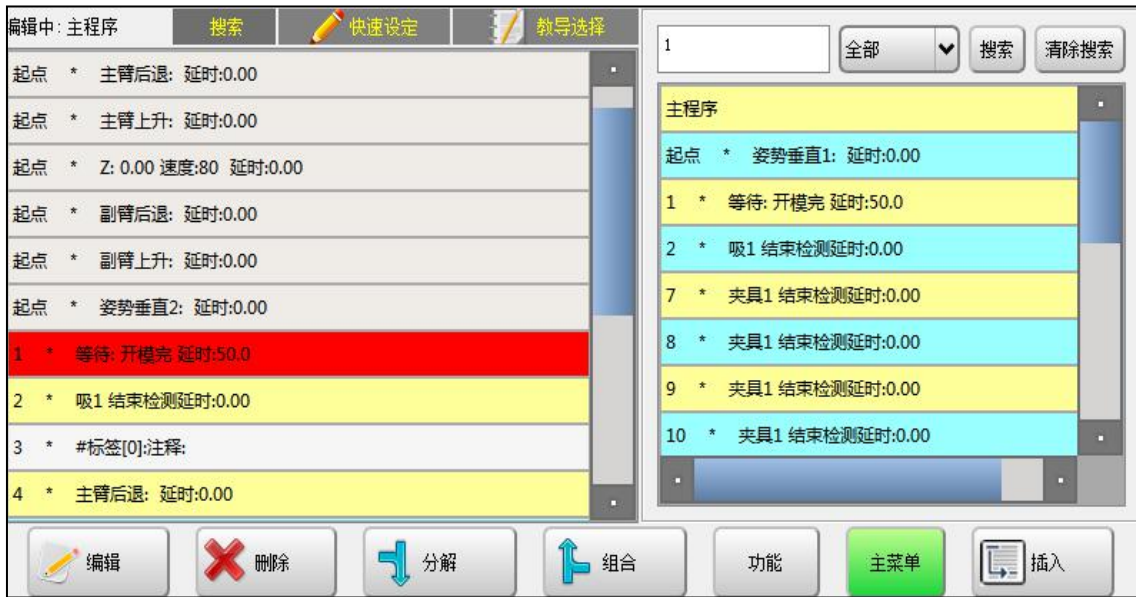 编辑中: 主程序 搜索 快速设定 教导选择
起点 * 主臂后退: 延时:0.00
起点 * 主臂上升: 延时:0.00
起点 * Z: 0.00 速度:80 延时:0.00
起点 * 副臂后退: 延时:0.00
起点 * 副臂上升: 延时:0.00
起点 * 姿势垂直2: 延时:0.00
1 * 等待: 开模完 延时:50.0
2 * 吸1 结束检测延时:0.00
3 * #标签[0]:注释:
4 * 主臂后退: 延时:0.00
1 全部 搜索 清除搜索
主程序
起点 * 姿势垂直1: 延时:0.00
1 * 等待: 开模完 延时:50.0
2 * 吸1 结束检测延时:0.00
7 * 夹具1 结束检测延时:0.00
8 * 夹具1 结束检测延时:0.00
9 * 夹具1 结束检测延时:0.00
10 * 夹具1 结束检测延时:0.00
编辑 删除 分解 组合 功能 主菜单 插入